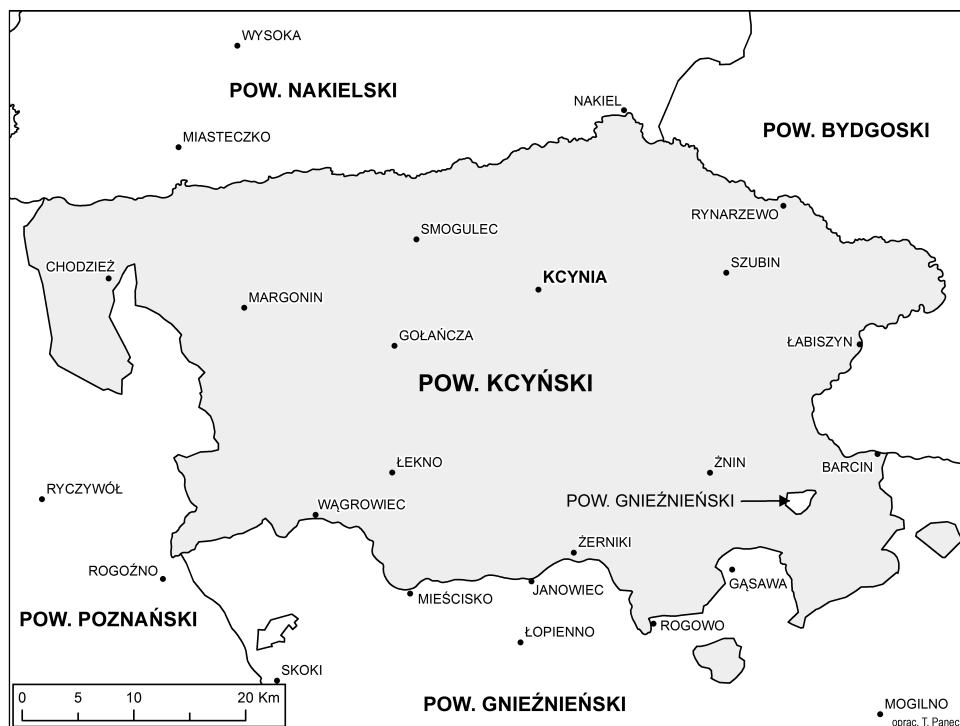 WYSOKA
POW. NAKIELSKI
NAKIEL
POW. BYDGOSKI
MIASTECZKO
RYNARZEWO
SMOGULEC
CHODZIEŻ
KCYNIA
SZUBIN
MARGONIN
GOŁAŃCZA
ŁABISZYN
POW. KCYŃSKI
ŁEKNO
ŻNIN
BARCIN
RYCZYWÓŁ
POW. GNIEŹNIEŃSKI
WĄGROWIEC
ŻERNIKI
ROGOŹNO
GĄSAWA
MIEŚCISKO
JANOWIEC
POW. POZNAŃSKI
ROGOWO
ŁOPIENNO
SKOKI
POW. GNIEŹNIEŃSKI
0 5 10 20 Km
MOGILNO
oprac. T. Panec